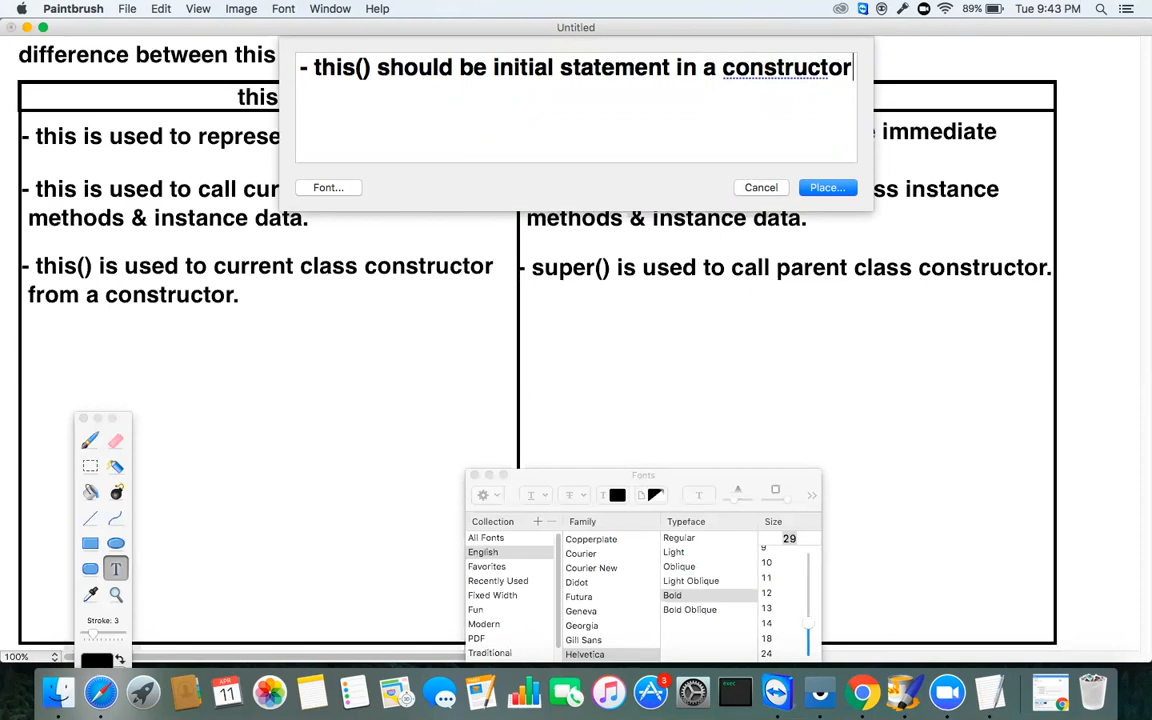 Paintbrush File Edit View Image Font Window Help 89% Tue 9:43 PM
Untitled
difference between this
- this() should be initial statement in a constructor
this
- this is used to represe
e immediate
Font... Cancel Place...
- this is used to call cur
ss instance
methods & instance data.
methods & instance data.
- this() is used to current class constructor
from a constructor.
- super() is used to call parent class constructor.
Fonts
Collection Family Typeface Size
All Fonts Copperplate Regular 29
English Courier Light 9
Favorites Courier New Oblique 10
Recently Used Didot Light Oblique 11
Fixed Width Futura Bold 12
Fun Geneva Bold Oblique 13
Modern Georgia 14
PDF Gill Sans 18
Traditional Helvetica 24
T
Stroke: 3
100%
APR
11
3
exec